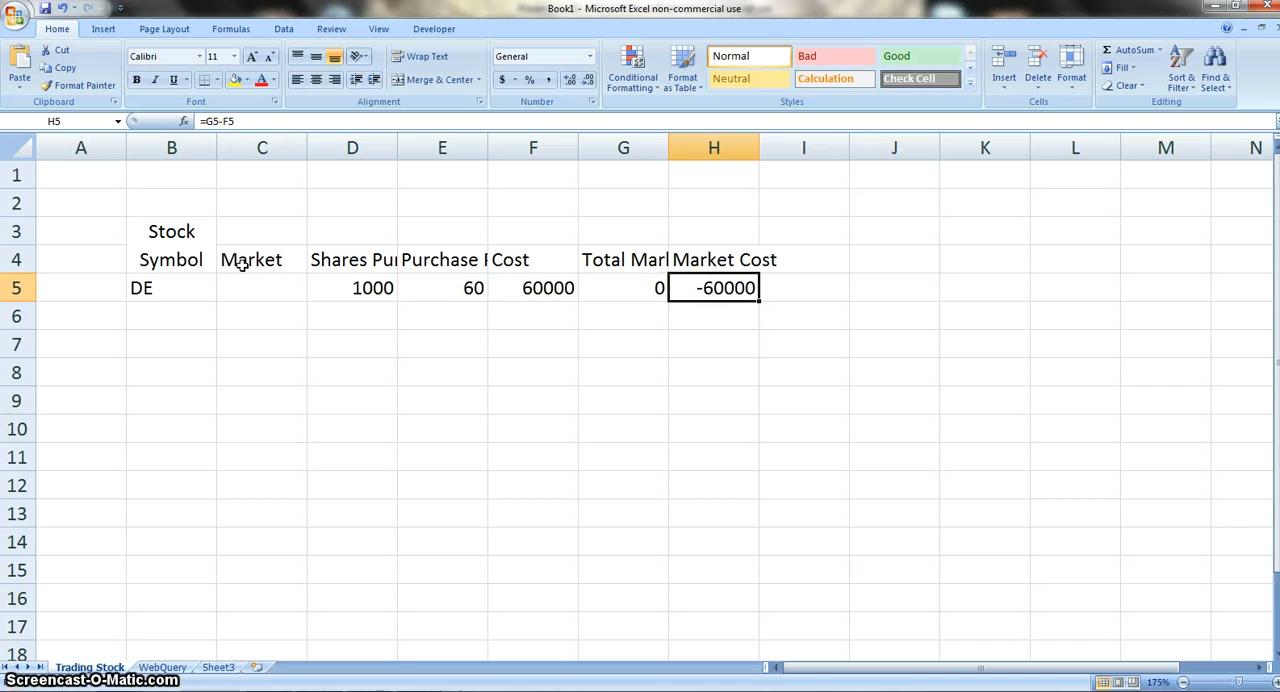 Book1 - Microsoft Excel non-commercial use
Home Insert Page Layout Formulas Data Review View Developer
Paste
Cut
Copy
Format Painter
Clipboard
Calibri 11 A A
B I U A
Font
Wrap Text
Merge & Center
Alignment
General
$ % ,
Number
Conditional Formatting
Format as Table
Normal Bad Good
Neutral Calculation Check Cell
Styles
Insert Delete Format
Cells
Σ AutoSum
Fill
Clear
Sort & Filter
Find & Select
Editing
H5 fx =G5-F5
A B C D E F G H I J K L M N
1
2
3 Stock
4 Symbol Market Shares Pur Purchase Cost Total Marl Market Cost
5 DE 1000 60 60000 0 -60000
6
7
8
9
10
11
12
13
14
15
16
17
18
Trading Stock WebQuery Sheet3
Screencast-O-Matic.com 175%